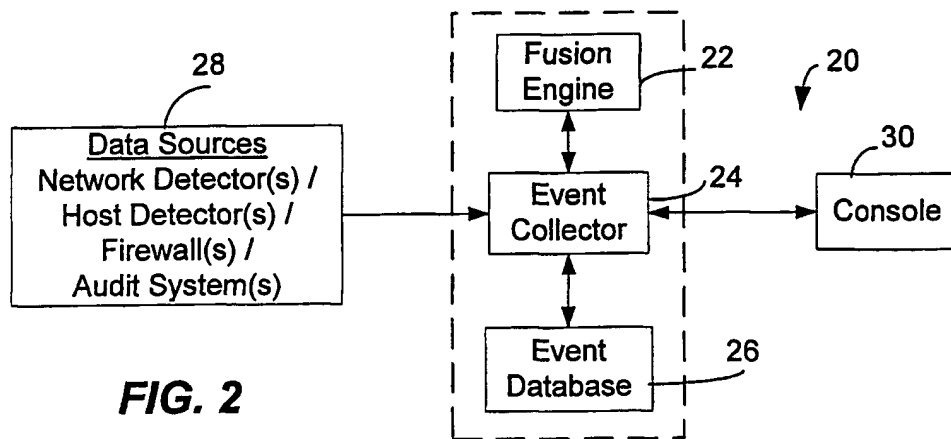 28
Data Sources
Network Detector(s) /
Host Detector(s) /
Firewall(s) /
Audit System(s)
Fusion
Engine
22
20
Event
Collector
24
30
Console
Event
Database
26
FIG. 2